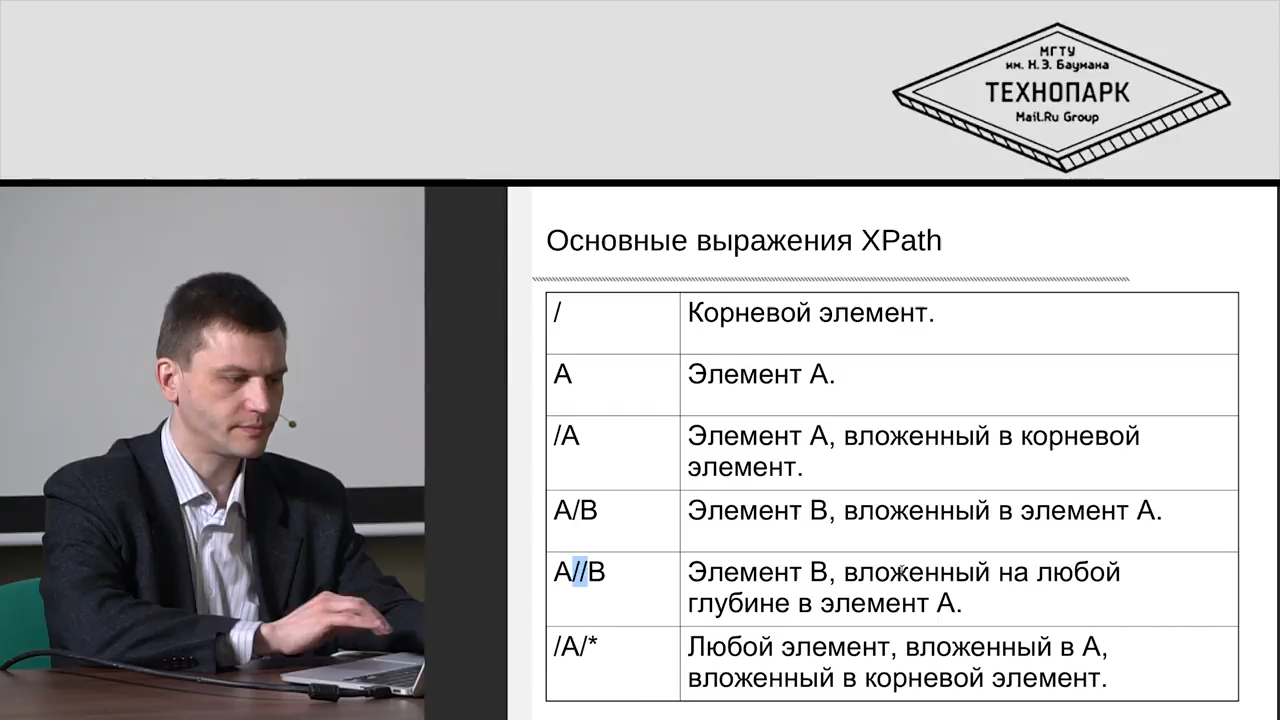 МГТУ
им. Н.Э. Баумана
ТЕХНОПАРК
Mail.Ru Group
Основные выражения XPath
/
Корневой элемент.
A
Элемент A.
/A
Элемент A, вложенный в корневой
элемент.
A/B
Элемент B, вложенный в элемент A.
A//B
Элемент B, вложенный на любой
глубине в элемент A.
/A/*
Любой элемент, вложенный в A,
вложенный в корневой элемент.